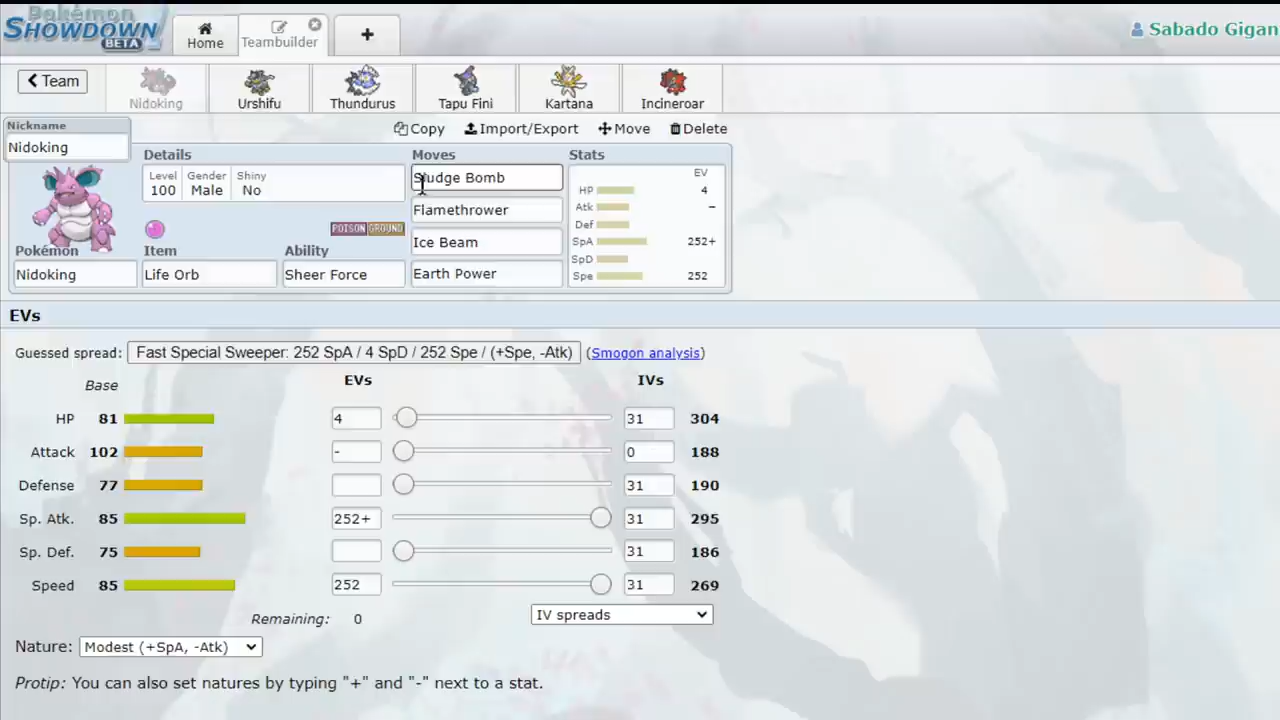 Pokémon
SHOWDOWN
BETA
Home
Teambuilder
+
Sabado Gigan
Team
Nidoking
Urshifu
Thundurus
Tapu Fini
Kartana
Incineroar
Nickname
Nidoking
Copy
Import/Export
Move
Delete
Details
Level
100
Gender
Male
Shiny
No
POISON GROUND
Pokémon
Nidoking
Item
Life Orb
Ability
Sheer Force
Moves
Sludge Bomb
Flamethrower
Ice Beam
Earth Power
Stats
EV
HP 4
Atk –
Def
SpA 252+
SpD
Spe 252
EVs
Guessed spread: Fast Special Sweeper: 252 SpA / 4 SpD / 252 Spe / (+Spe, -Atk) (Smogon analysis)
Base EVs IVs
HP 81 4 31 304
Attack 102 - 0 188
Defense 77 31 190
Sp. Atk. 85 252+ 31 295
Sp. Def. 75 31 186
Speed 85 252 31 269
Remaining: 0 IV spreads
Nature: Modest (+SpA, -Atk)
Protip: You can also set natures by typing "+" and "-" next to a stat.